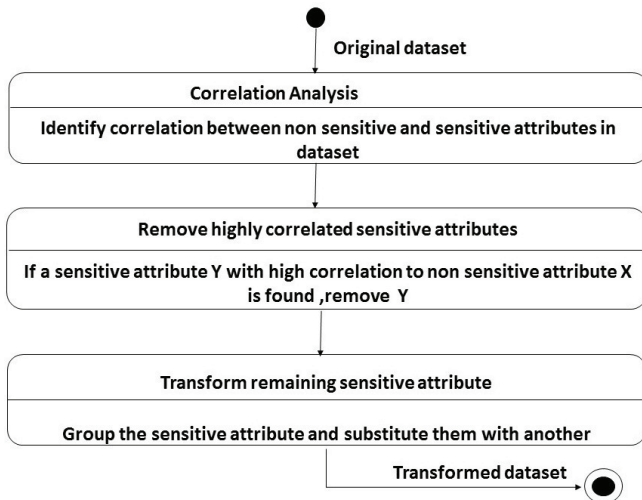 Original dataset
Correlation Analysis
Identify correlation between non sensitive and sensitive attributes in
dataset
Remove highly correlated sensitive attributes
If a sensitive attribute Y with high correlation to non sensitive attribute X
is found ,remove Y
Transform remaining sensitive attribute
Group the sensitive attribute and substitute them with another
Transformed dataset